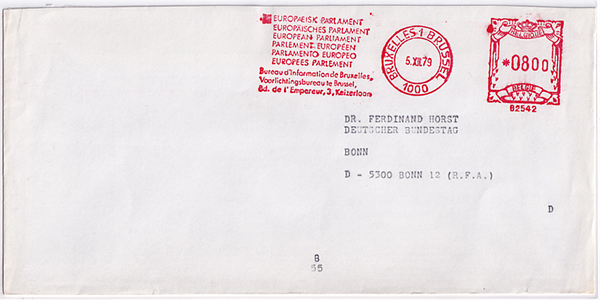 EUROPÆISK PARLAMENT
EUROPÄISCHES PARLAMENT
EUROPEAN PARLIAMENT
PARLEMENT EUROPÉEN
PARLAMENTO EUROPEO
EUROPEES PARLEMENT
Bureau d'Information de Bruxelles,
Voorlichtingsbureau te Brussel,
Bd. de l'Empereur, 3, Keizerlaan
BRUXELLES-1-BRUSSEL
5.XII.79
1000
BELGIQUE
*0800
BELGIE
B2542
DR. FERDINAND HORST
DEUTSCHER BUNDESTAG
BONN
D - 5300 BONN 12 (R.F.A.)
D
B
55